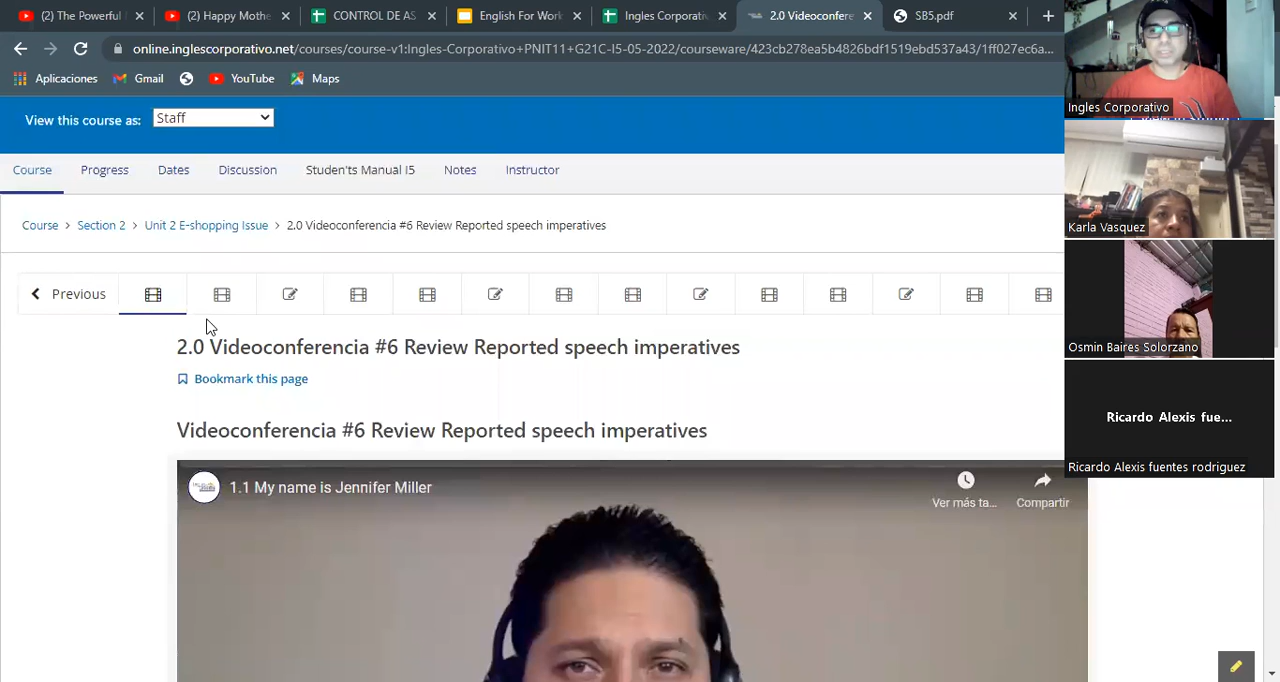 (2) The Powerful
(2) Happy Mothe
CONTROL DE AS
English For Work
Ingles Corporativ
2.0 Videoconfere
SB5.pdf
online.inglescorporativo.net/courses/course-v1:Ingles-Corporativo+PNIT11+G21C-I5-05-2022/courseware/423cb278ea5b4826bdf1519ebd537a43/1ff027ec6a...
Aplicaciones
Gmail
YouTube
Maps
View this course as:
Staff
Course
Progress
Dates
Discussion
Studen'ts Manual I5
Notes
Instructor
Course > Section 2 > Unit 2 E-shopping Issue > 2.0 Videoconferencia #6 Review Reported speech imperatives
Previous
2.0 Videoconferencia #6 Review Reported speech imperatives
Bookmark this page
Videoconferencia #6 Review Reported speech imperatives
1.1 My name is Jennifer Miller
Ver más ta...
Compartir
Ingles Corporativo
Karla Vasquez
Osmin Baires Solorzano
Ricardo Alexis fue...
Ricardo Alexis fuentes rodriguez